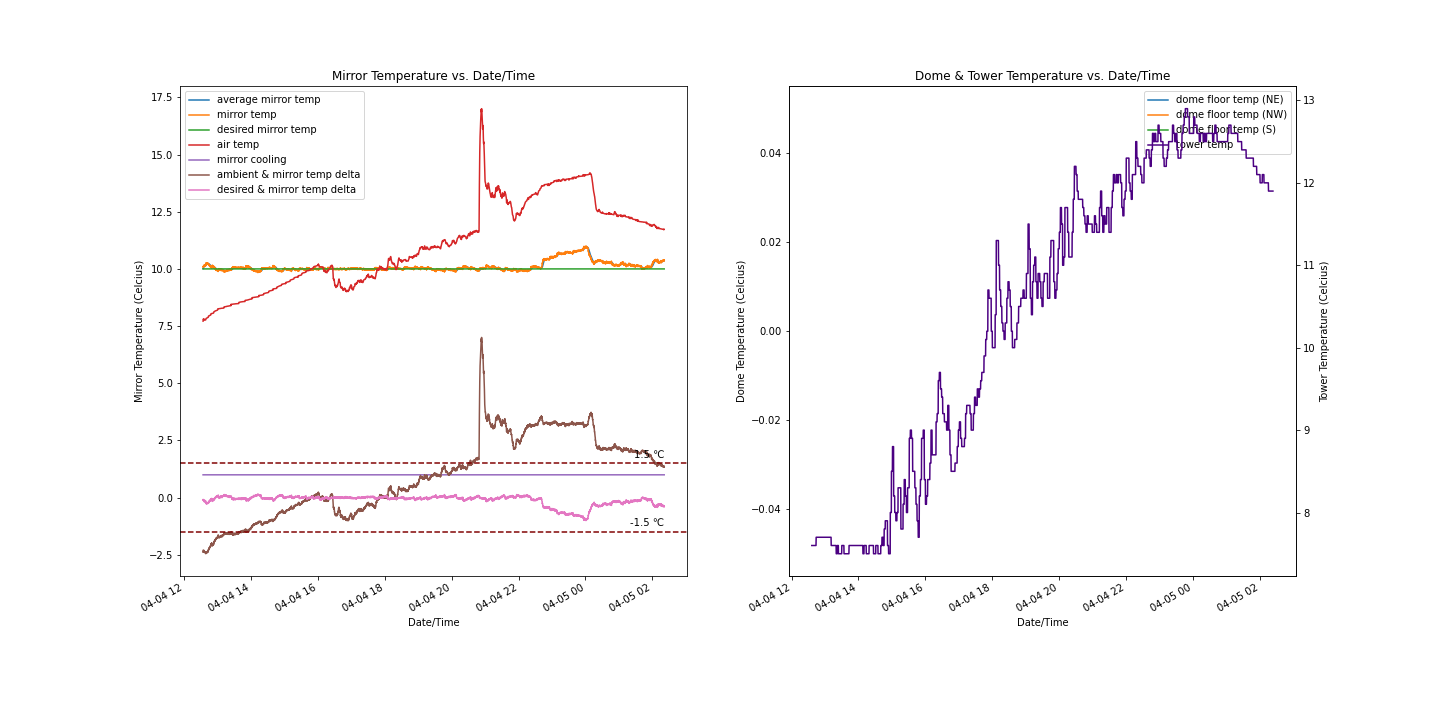 Mirror Temperature vs. Date/Time
17.5
15.0
12.5
10.0
7.5
5.0
2.5
0.0
−2.5
Mirror Temperature (Celcius)
average mirror temp
mirror temp
desired mirror temp
air temp
mirror cooling
ambient & mirror temp delta
desired & mirror temp delta
1.5 °C
-1.5 °C
04-04 12
04-04 14
04-04 16
04-04 18
04-04 20
04-04 22
04-05 00
04-05 02
Date/Time
Dome & Tower Temperature vs. Date/Time
0.04
0.02
0.00
−0.02
−0.04
Dome Temperature (Celcius)
dome floor temp (NE)
dome floor temp (NW)
dome floor temp (S)
tower temp
13
12
11
10
9
8
Tower Temperature (Celcius)
04-04 12
04-04 14
04-04 16
04-04 18
04-04 20
04-04 22
04-05 00
04-05 02
Date/Time